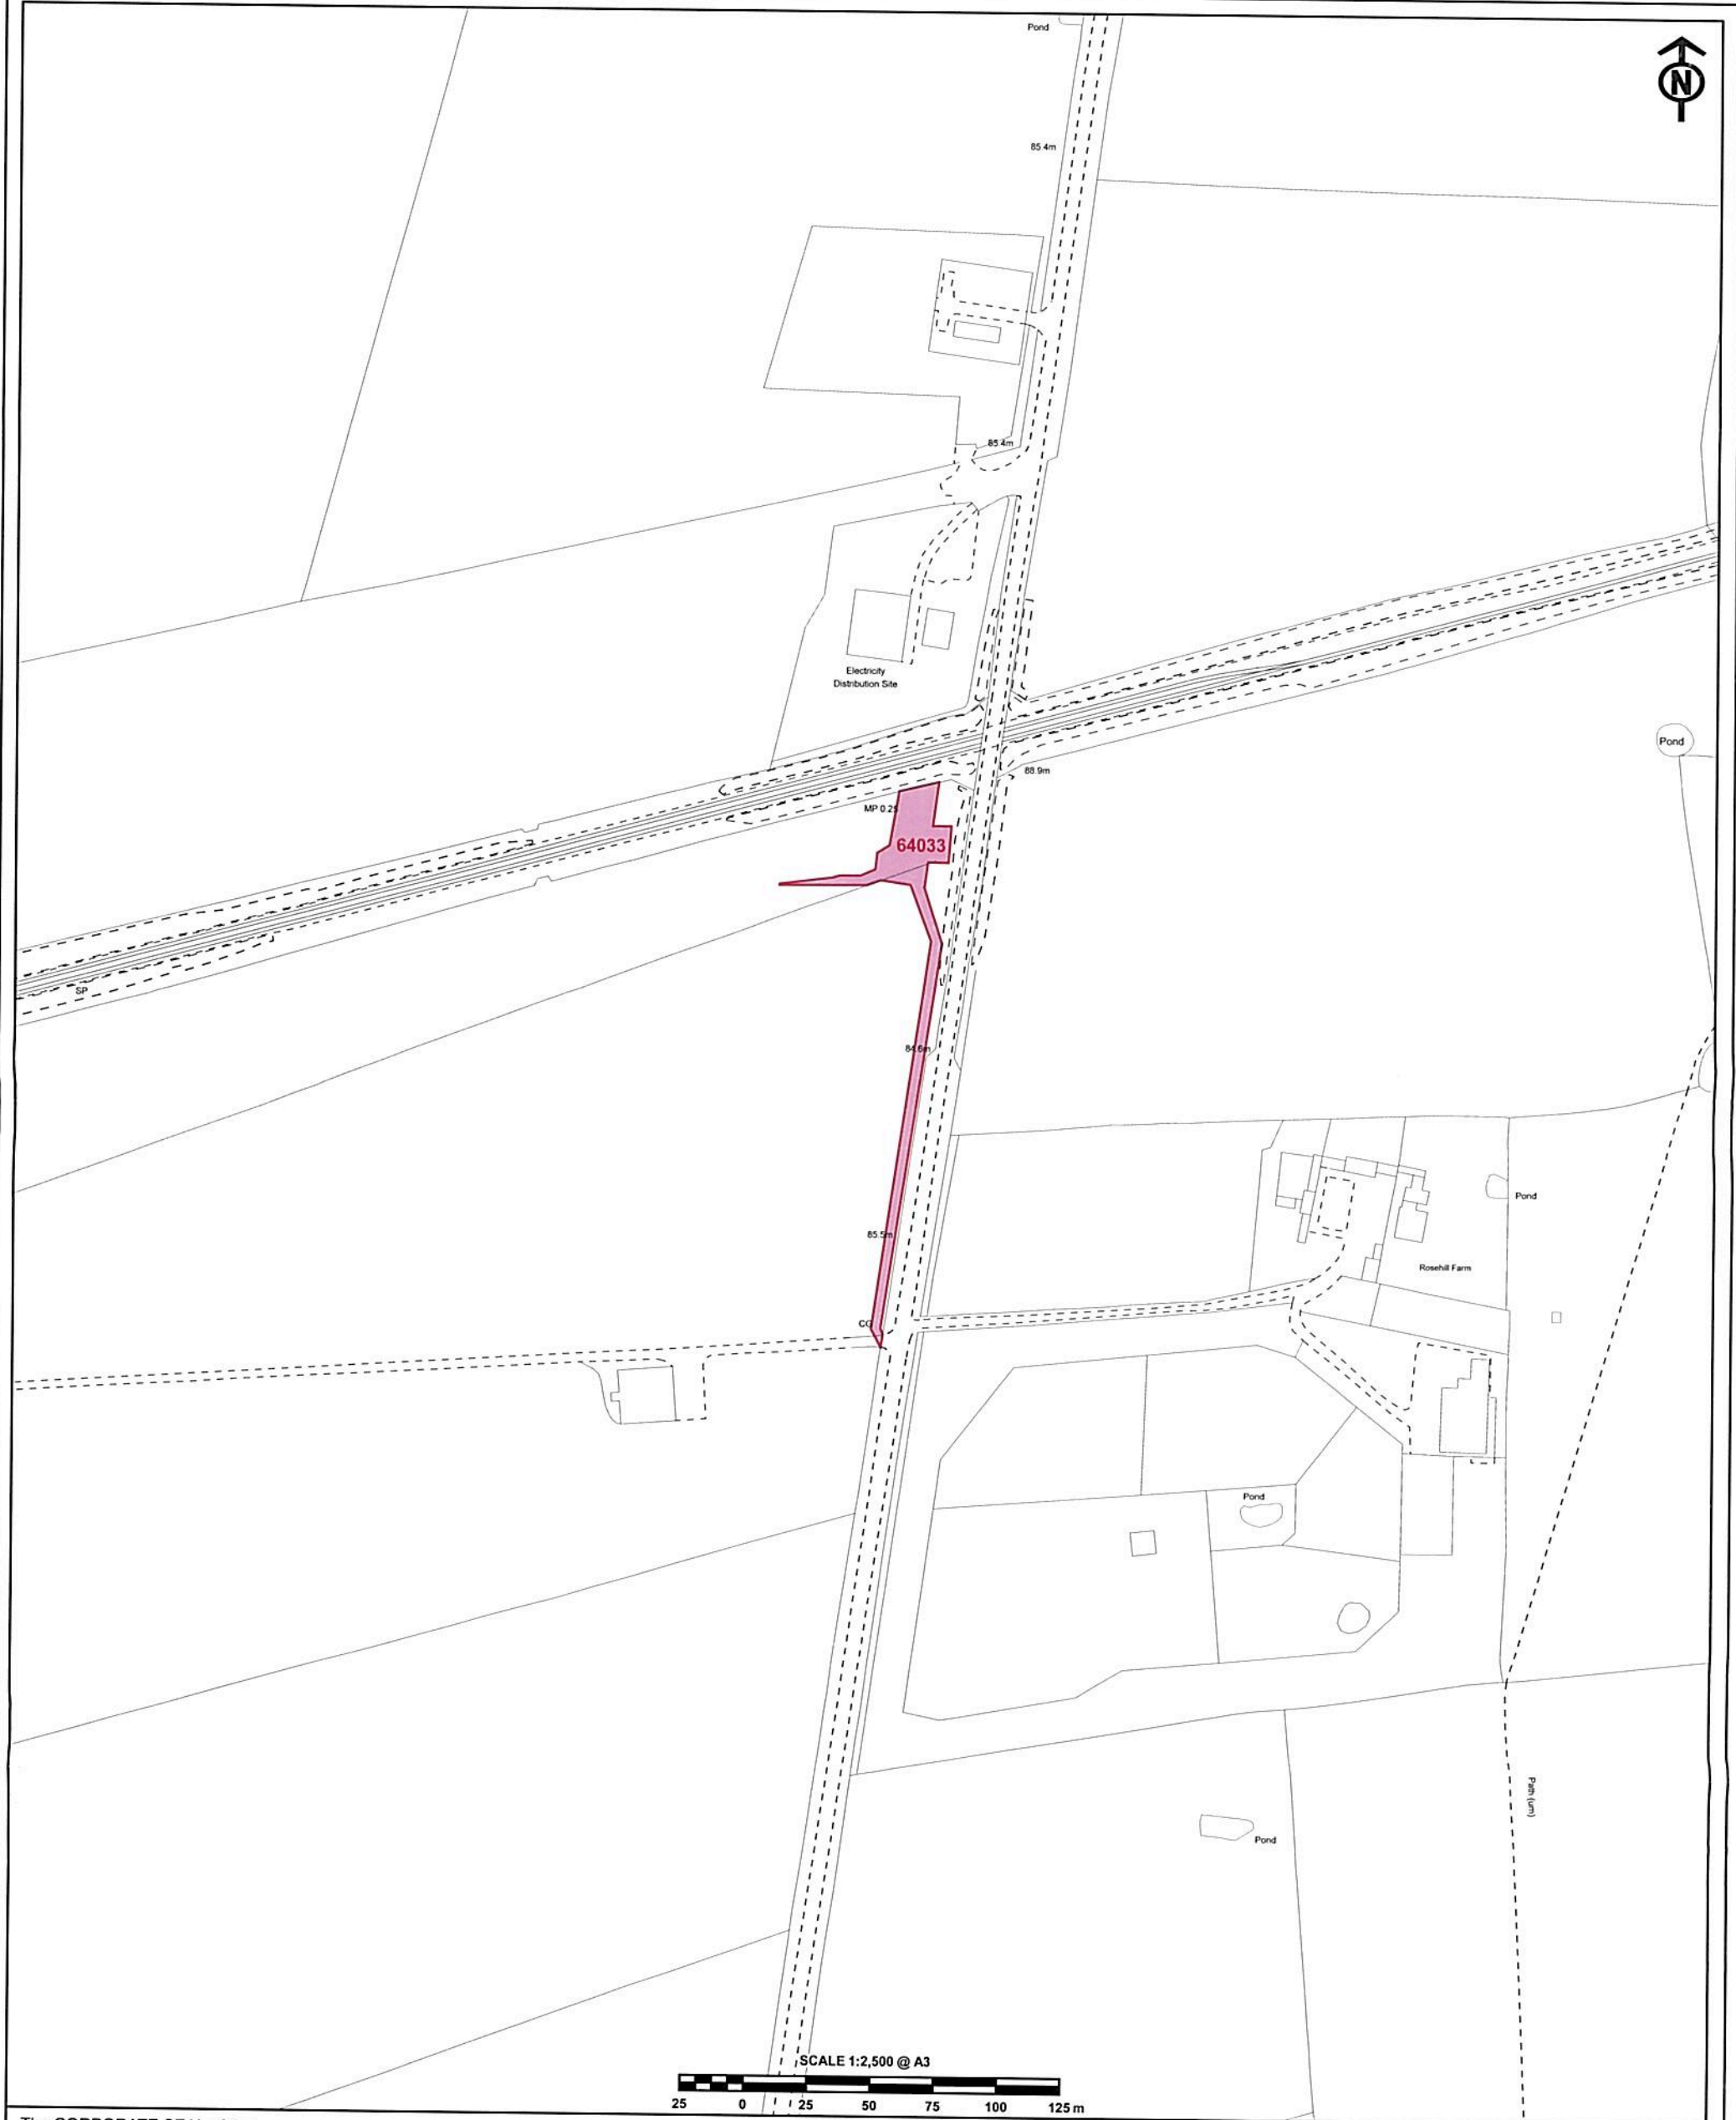 Pond
N
85.4m
85.4m
Electricity
Distribution Site
Pond
88.9m
MP 0.25
64033
SP
84.6m
Pond
85.5m
Rosehill Farm
CG
Pond
Path (um)
Pond
SCALE 1:2,500 @ A3
25 0 25 50 75 100 125 m